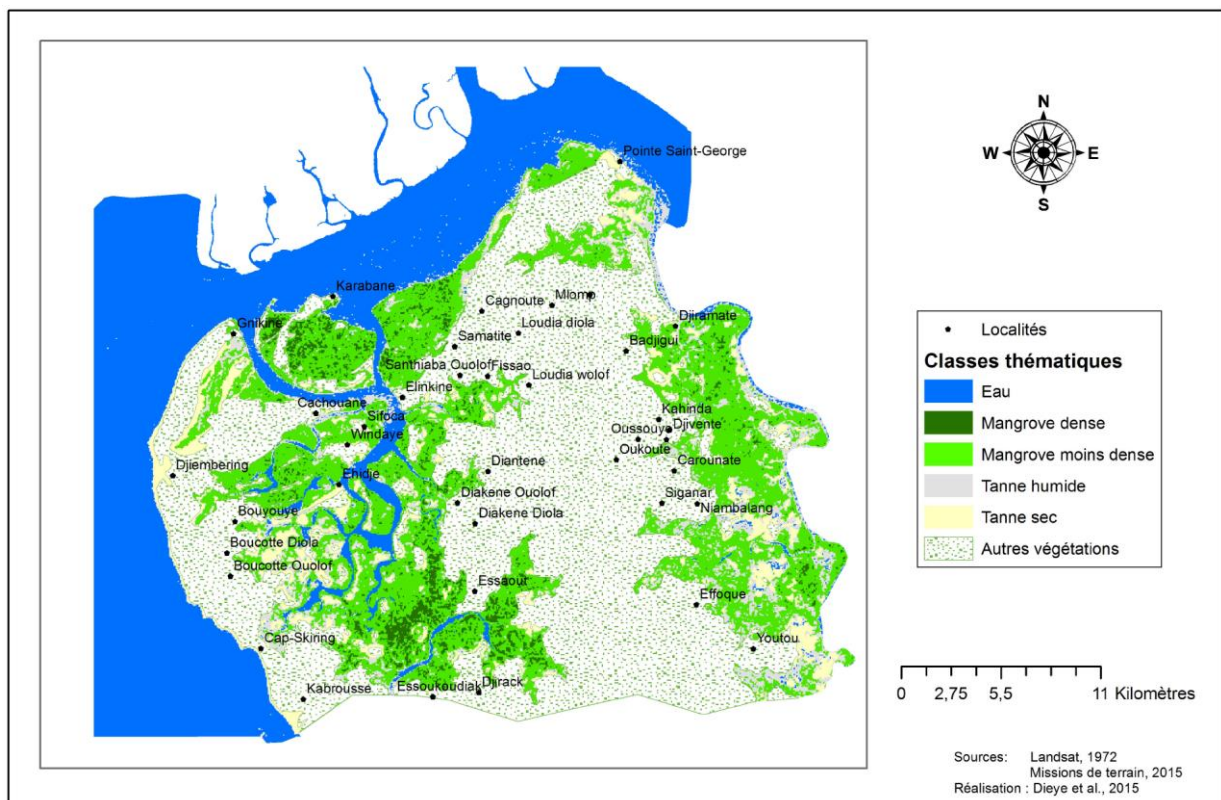 N
W E
S
Pointe Saint-George
Karabane
Cagnoute
Mlomp
Gnikine
Djiramate
Loudia diola
Samatite
Badjigui
Santhiaba Ouolof
Fissao
Loudia wolof
Elinkine
Cachouane
Sifoca
Kahinda
Djivente
Oussouye
Windaye
Oukoute
Djiembering
Diantene
Carounate
Ehidje
Diakene Ouolof
Siganar
Niambalang
Bouyouye
Diakene Diola
Boucotte Diola
Boucotte Ouolof
Essaout
Effoque
Cap-Skiring
Youtou
Kabrousse
Essoukoudiak
Djirack
Localités
Classes thématiques
Eau
Mangrove dense
Mangrove moins dense
Tanne humide
Tanne sec
Autres végétations
0 2,75 5,5 11 Kilomètres
Sources: Landsat, 1972
Missions de terrain, 2015
Réalisation : Dieye et al., 2015